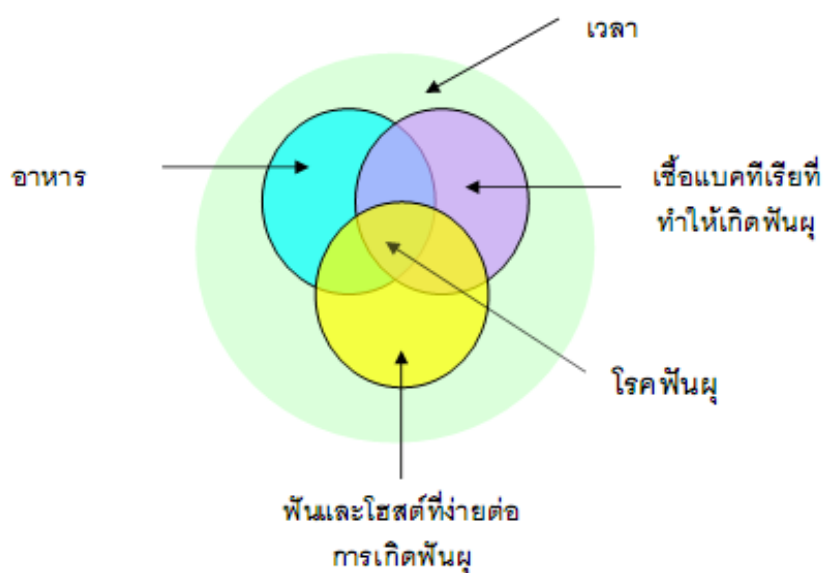 เวลา
อาหาร
เชื้อแบคทีเรียที่
ทำให้เกิดฟันผุ
โรคฟันผุ
ฟันและโฮสต์ที่ง่ายต่อ
การเกิดฟันผุ